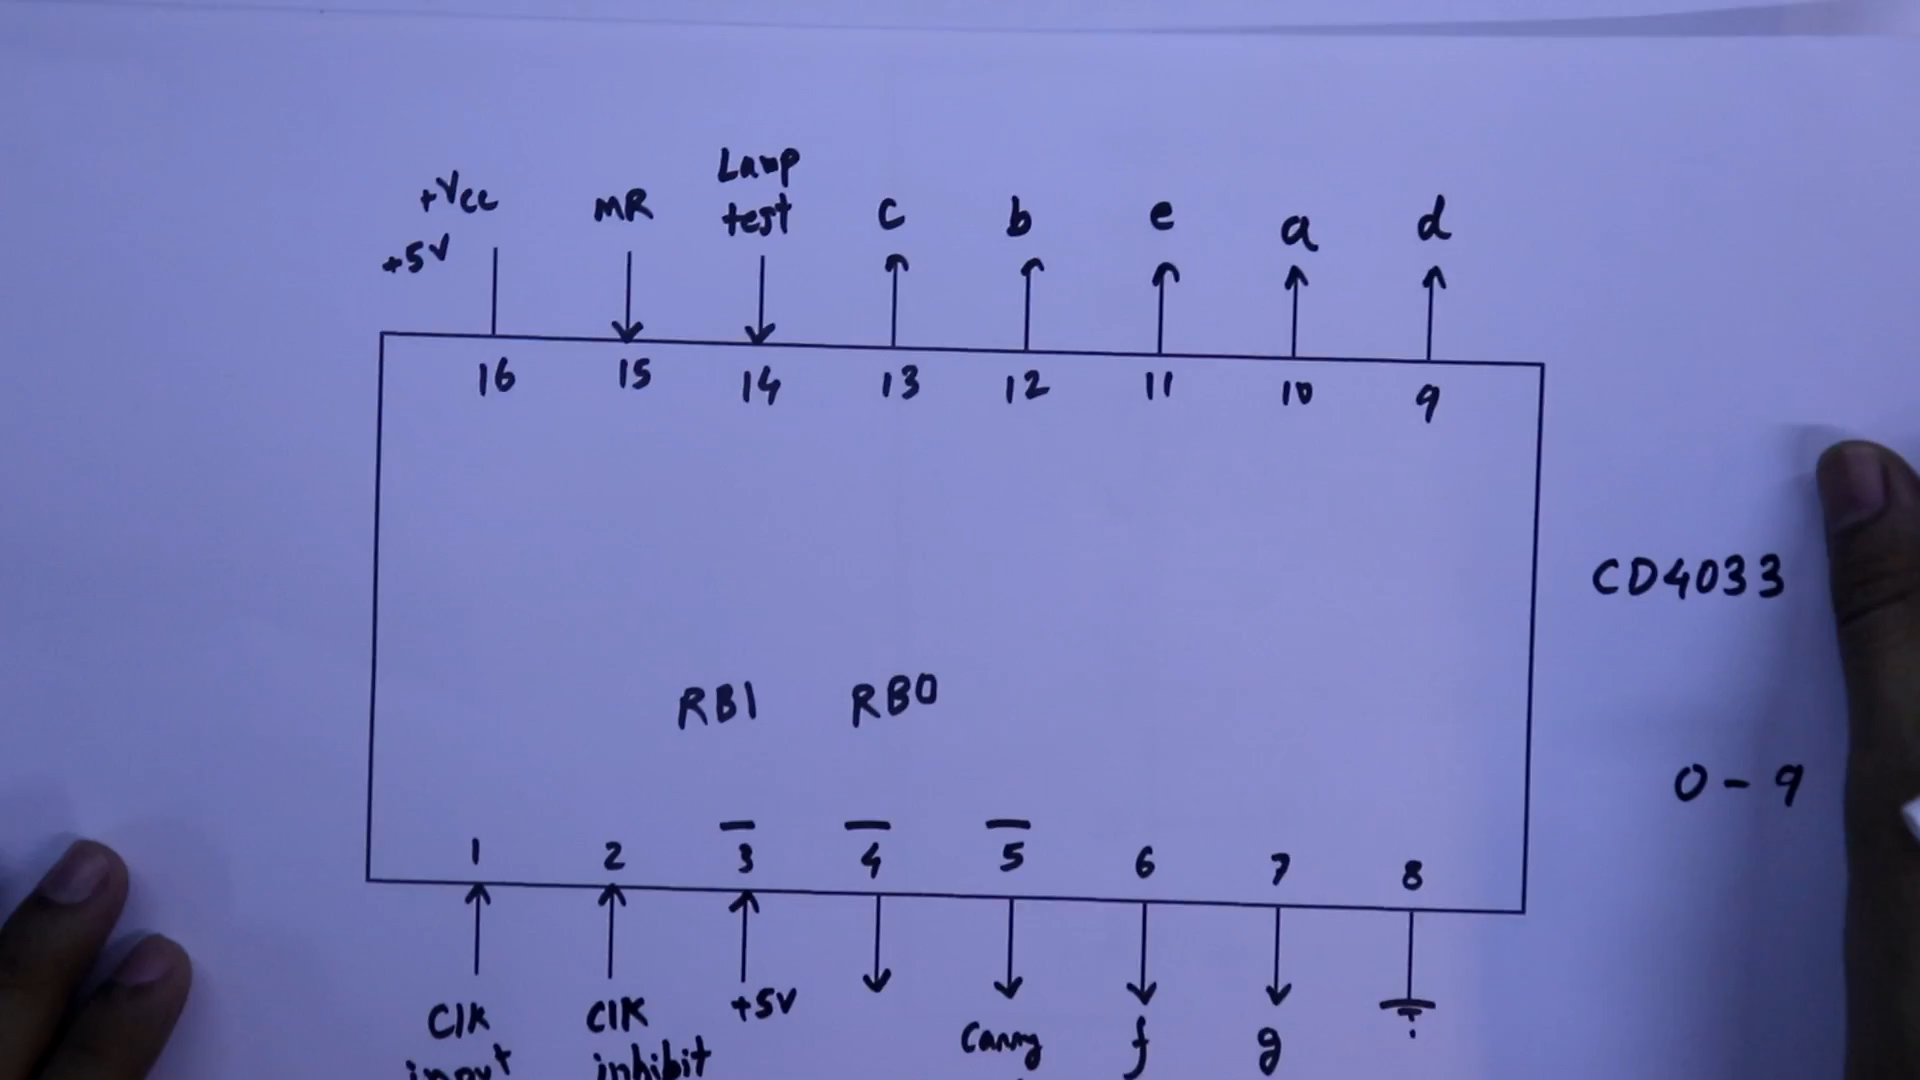 +Vcc MR Lamp test c b e a d
+5V
16 15 14 13 12 11 10 9
CD4033
RBI RBO
0-9
1 2 3 4 5 6 7 8
Clk input Clk inhibit +5V Carry f g